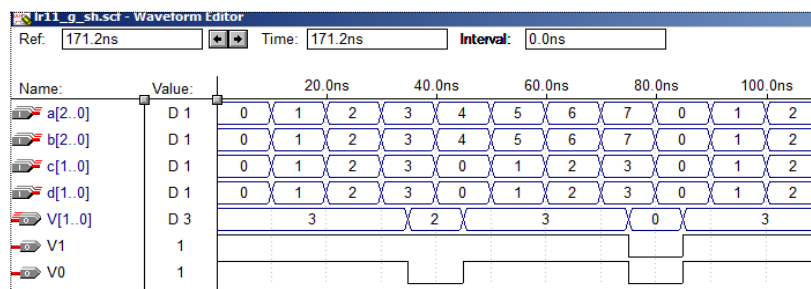 lr11_g_sh.scf - Waveform Editor
Ref: 171.2ns Time: 171.2ns Interval: 0.0ns
Name: Value: 20.0ns 40.0ns 60.0ns 80.0ns 100.0ns
a[2..0] D 1 0 1 2 3 4 5 6 7 0 1 2
b[2..0] D 1 0 1 2 3 4 5 6 7 0 1 2
c[1..0] D 1 0 1 2 3 0 1 2 3 0 1 2
d[1..0] D 1 0 1 2 3 0 1 2 3 0 1 2
V[1..0] D 3 3 2 3 0 3
V1 1
V0 1